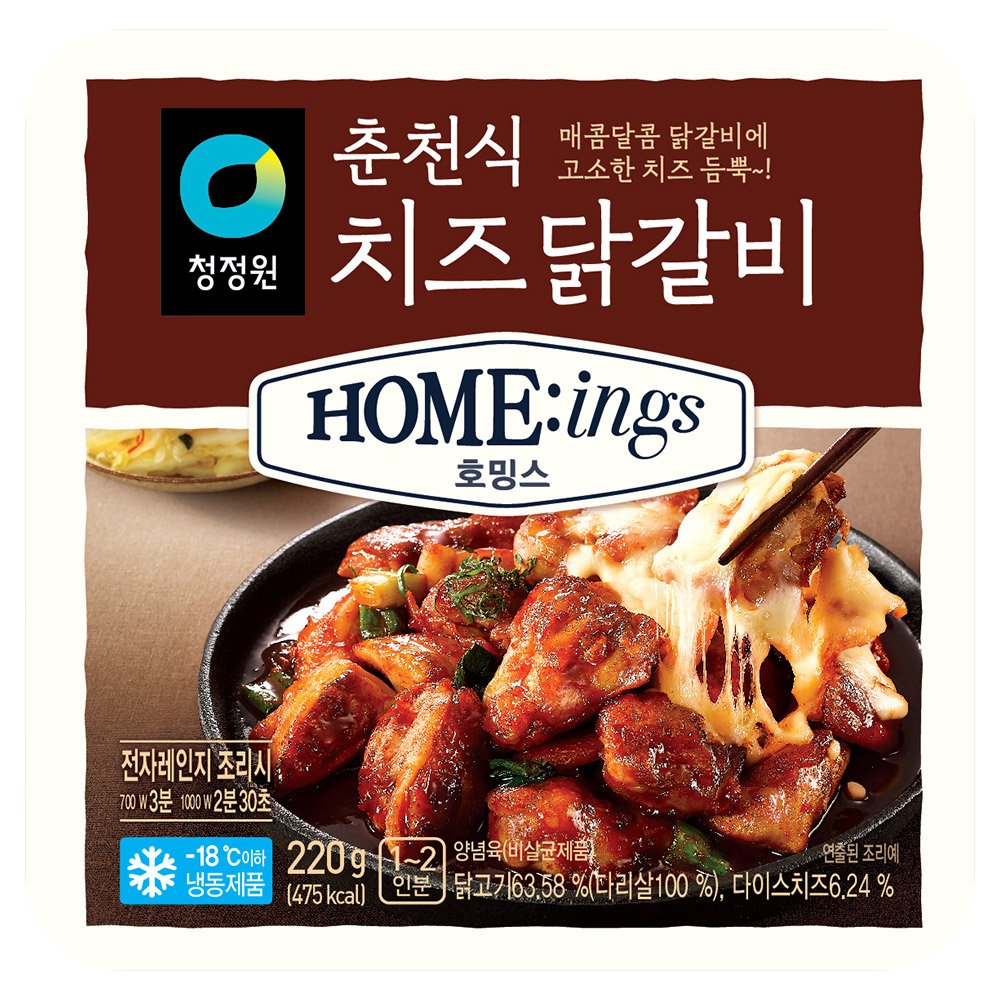 청정원
춘천식
매콤달콤 닭갈비에
고소한 치즈 듬뿍~!
치즈 닭갈비
HOME:ings
호밍스
전자레인지 조리시
700 W 3분 1000 W 2분 30초
-18 ℃이하
냉동제품
220 g
(475 kcal)
1~2
인분
양념육(비살균제품)
닭고기63.58 %(다리살100 %), 다이스치즈6.24 %
연출된 조리예